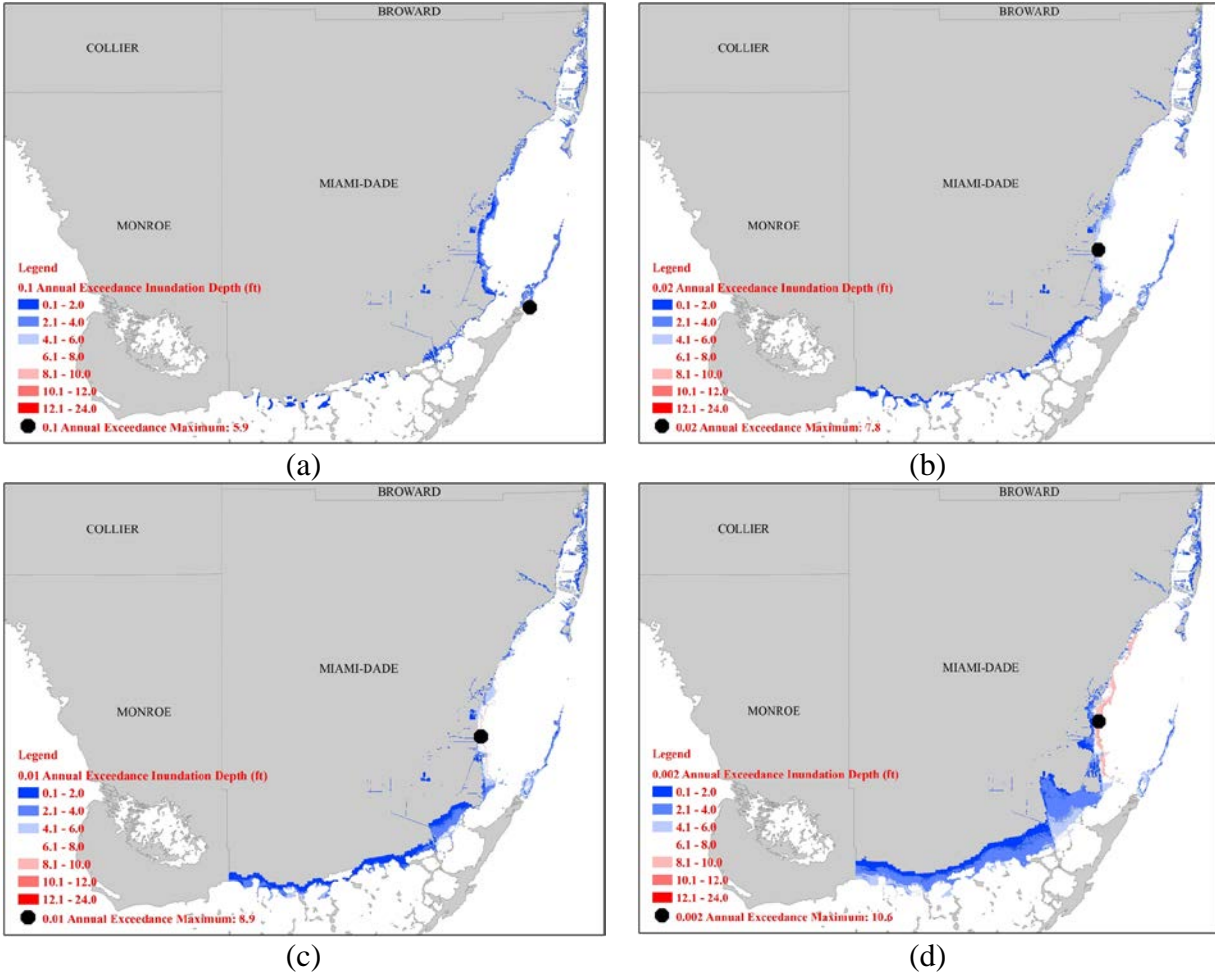 BROWARD
COLLIER
MIAMI-DADE
MONROE
Legend
0.1 Annual Exceedance Inundation Depth (ft)
0.1 - 2.0
2.1 - 4.0
4.1 - 6.0
6.1 - 8.0
8.1 - 10.0
10.1 - 12.0
12.1 - 24.0
0.1 Annual Exceedance Maximum: 5.9
(a)
BROWARD
COLLIER
MIAMI-DADE
MONROE
Legend
0.02 Annual Exceedance Inundation Depth (ft)
0.1 - 2.0
2.1 - 4.0
4.1 - 6.0
6.1 - 8.0
8.1 - 10.0
10.1 - 12.0
12.1 - 24.0
0.02 Annual Exceedance Maximum: 7.8
(b)
BROWARD
COLLIER
MIAMI-DADE
MONROE
Legend
0.01 Annual Exceedance Inundation Depth (ft)
0.1 - 2.0
2.1 - 4.0
4.1 - 6.0
6.1 - 8.0
8.1 - 10.0
10.1 - 12.0
12.1 - 24.0
0.01 Annual Exceedance Maximum: 8.9
(c)
BROWARD
COLLIER
MIAMI-DADE
MONROE
Legend
0.002 Annual Exceedance Inundation Depth (ft)
0.1 - 2.0
2.1 - 4.0
4.1 - 6.0
6.1 - 8.0
8.1 - 10.0
10.1 - 12.0
12.1 - 24.0
0.002 Annual Exceedance Maximum: 10.6
(d)